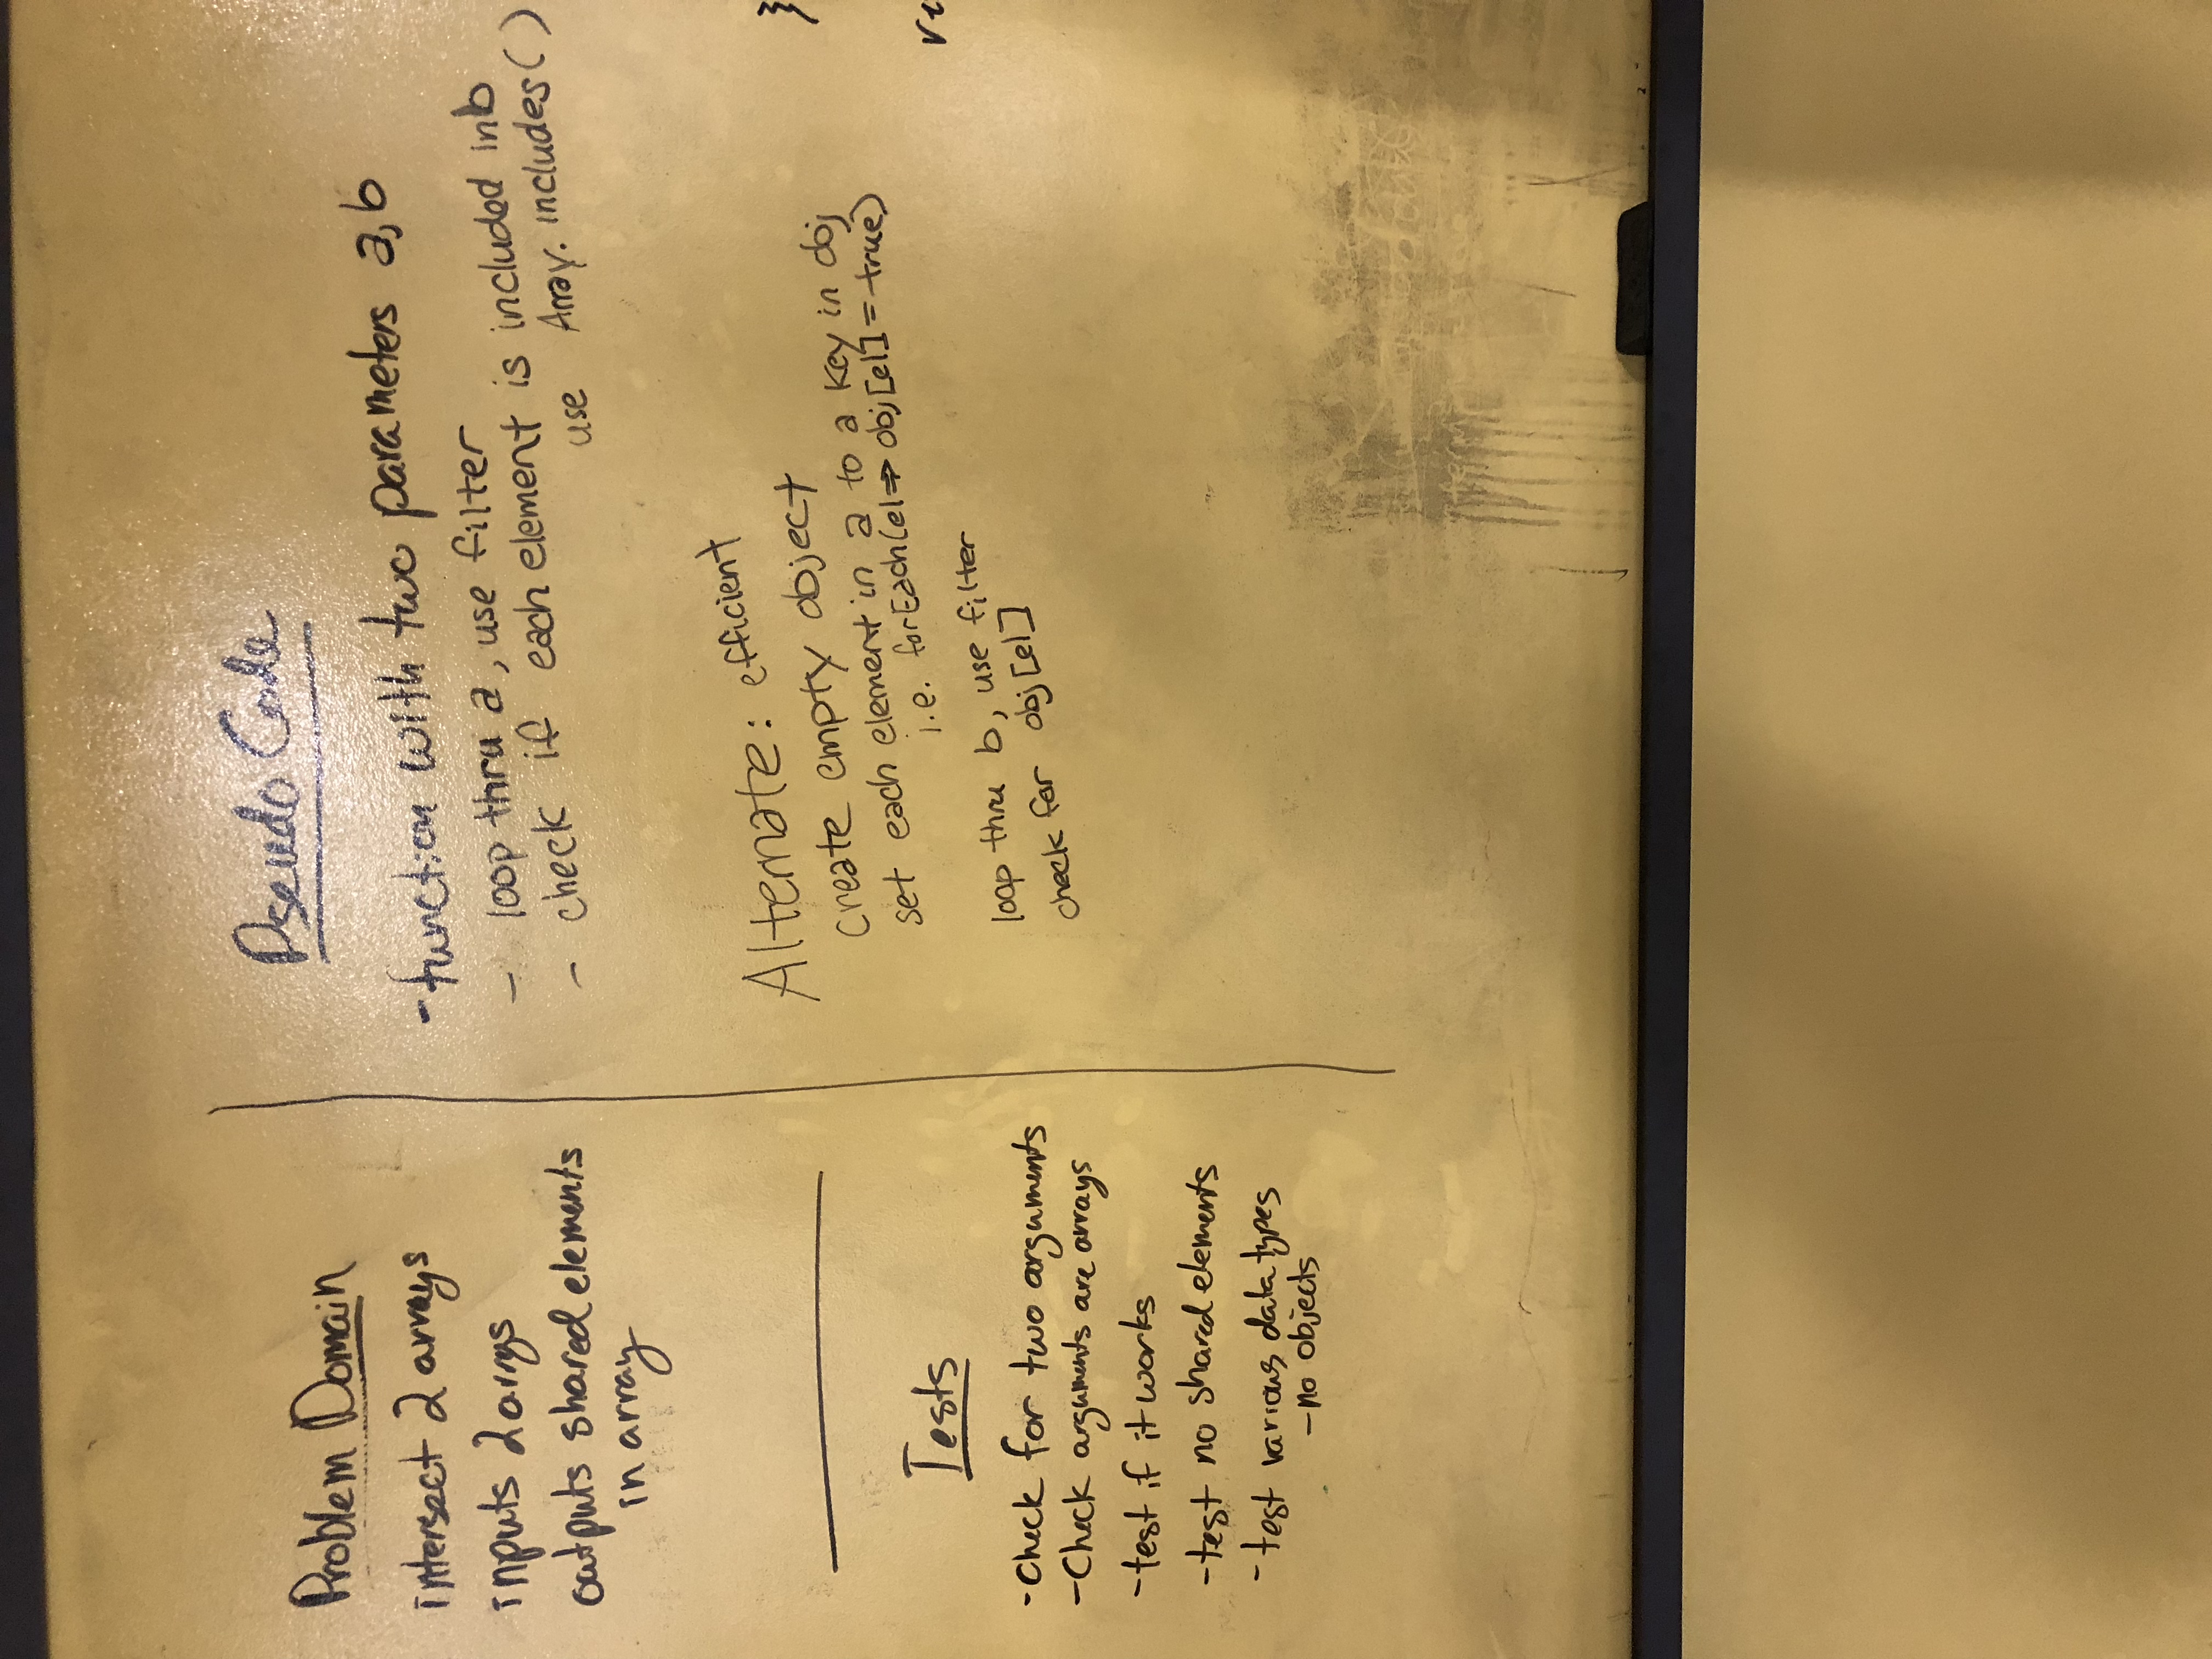 Problem Domain
intersect 2 arrays
inputs 2 arrys
outputs shared elements
in array
Tests
-Check for two arguments
-Check arguments are arrays
-test if it works
-test no shared elements
-test various data types
-no objects
Pseudo Code
-function with two parameters a,b
- loop thru a, use filter
- check if each element is included in b
use Array.includes()
Alternate: efficient
create empty object
set each element in a to a key in obj
i.e. forEach(el=> obj[el]=true)
loop thru b, use filter
check for obj[el]
}